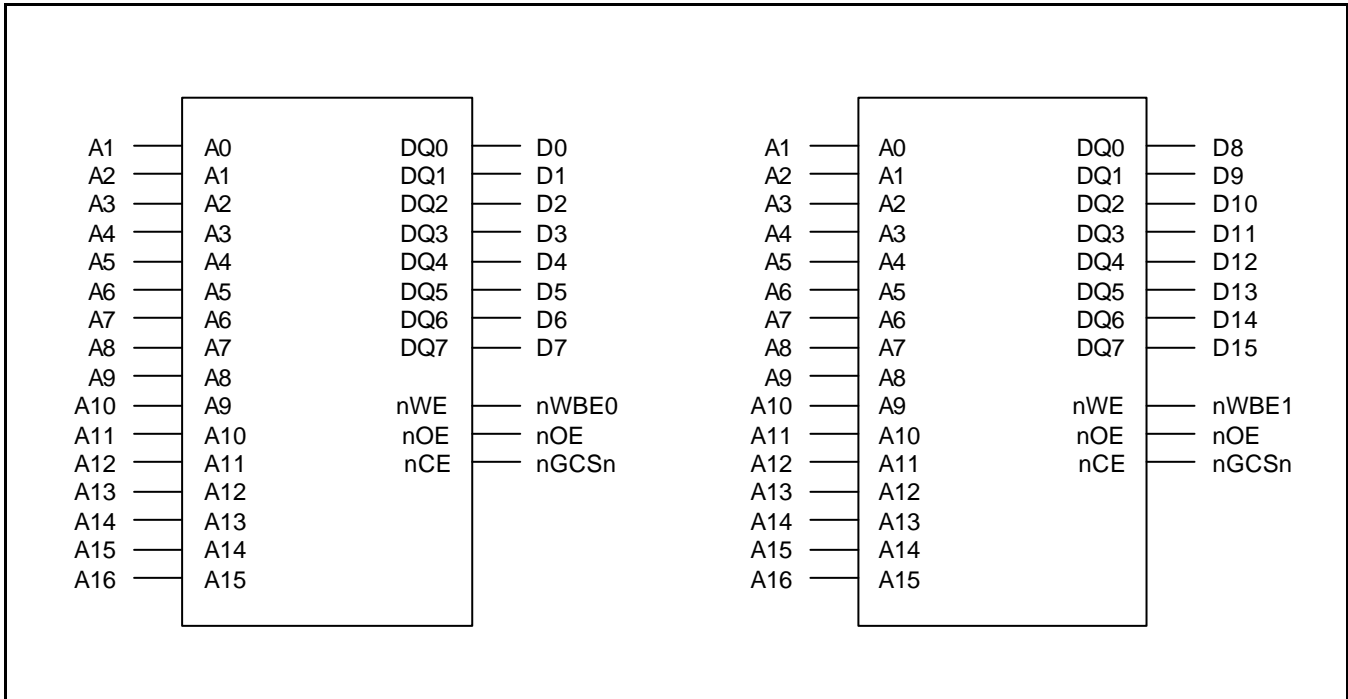 A1 A0 DQ0 D0 A1 A0 DQ0 D8
A2 A1 DQ1 D1 A2 A1 DQ1 D9
A3 A2 DQ2 D2 A3 A2 DQ2 D10
A4 A3 DQ3 D3 A4 A3 DQ3 D11
A5 A4 DQ4 D4 A5 A4 DQ4 D12
A6 A5 DQ5 D5 A6 A5 DQ5 D13
A7 A6 DQ6 D6 A7 A6 DQ6 D14
A8 A7 DQ7 D7 A8 A7 DQ7 D15
A9 A8 A9 A8
A10 A9 nWE nWBE0 A10 A9 nWE nWBE1
A11 A10 nOE nOE A11 A10 nOE nOE
A12 A11 nCE nGCSn A12 A11 nCE nGCSn
A13 A12 A13 A12
A14 A13 A14 A13
A15 A14 A15 A14
A16 A15 A16 A15